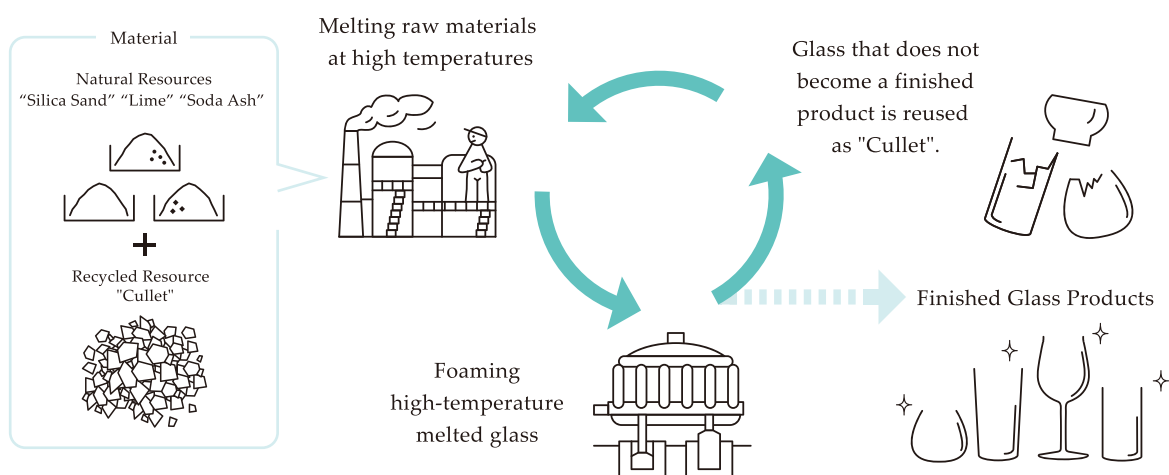 Material
Natural Resources
“Silica Sand” “Lime” “Soda Ash”
Recycled Resource
"Cullet"
Melting raw materials
at high temperatures
Foaming
high-temperature
melted glass
Glass that does not
become a finished
product is reused
as "Cullet".
Finished Glass Products